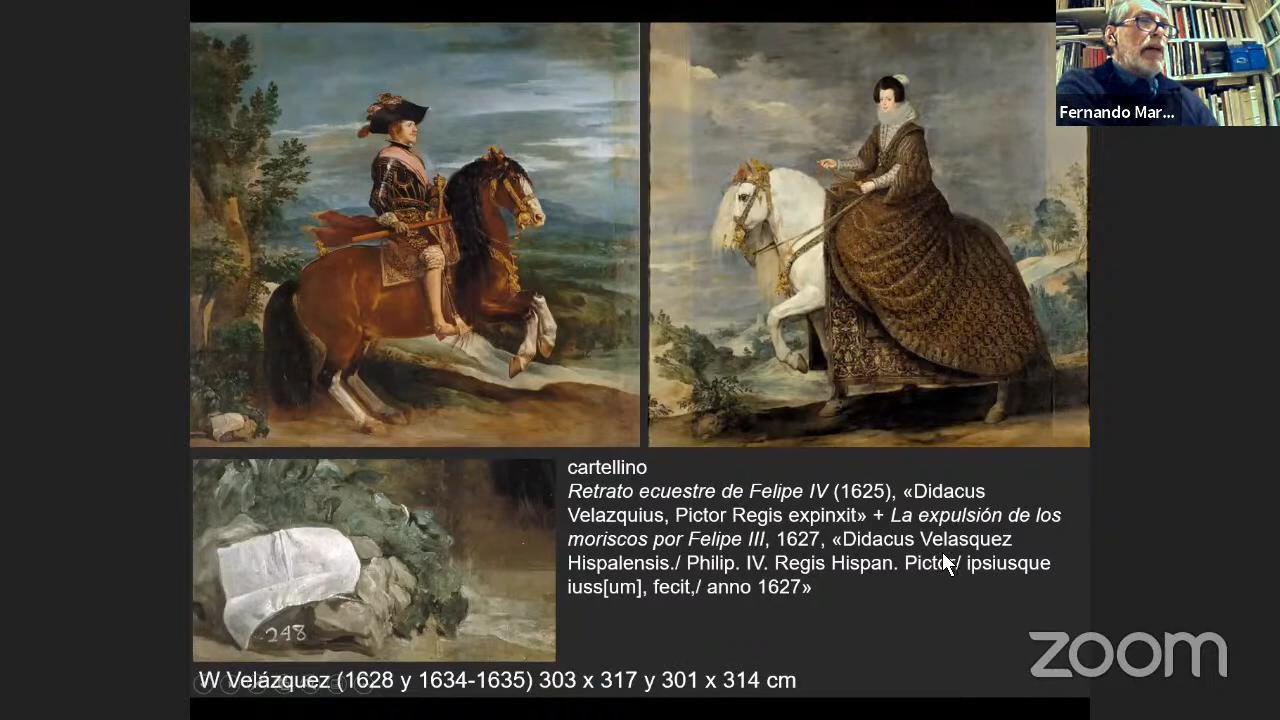 Fernando Mar...
cartellino
Retrato ecuestre de Felipe IV (1625), «Didacus
Velazquius, Pictor Regis expinxit» + La expulsión de los
moriscos por Felipe III, 1627, «Didacus Velasquez
Hispalensis./ Philip. IV. Regis Hispan. Pictor/ ipsiusque
iuss[um], fecit,/ anno 1627»
248
zoom
W Velázquez (1628 y 1634-1635) 303 x 317 y 301 x 314 cm